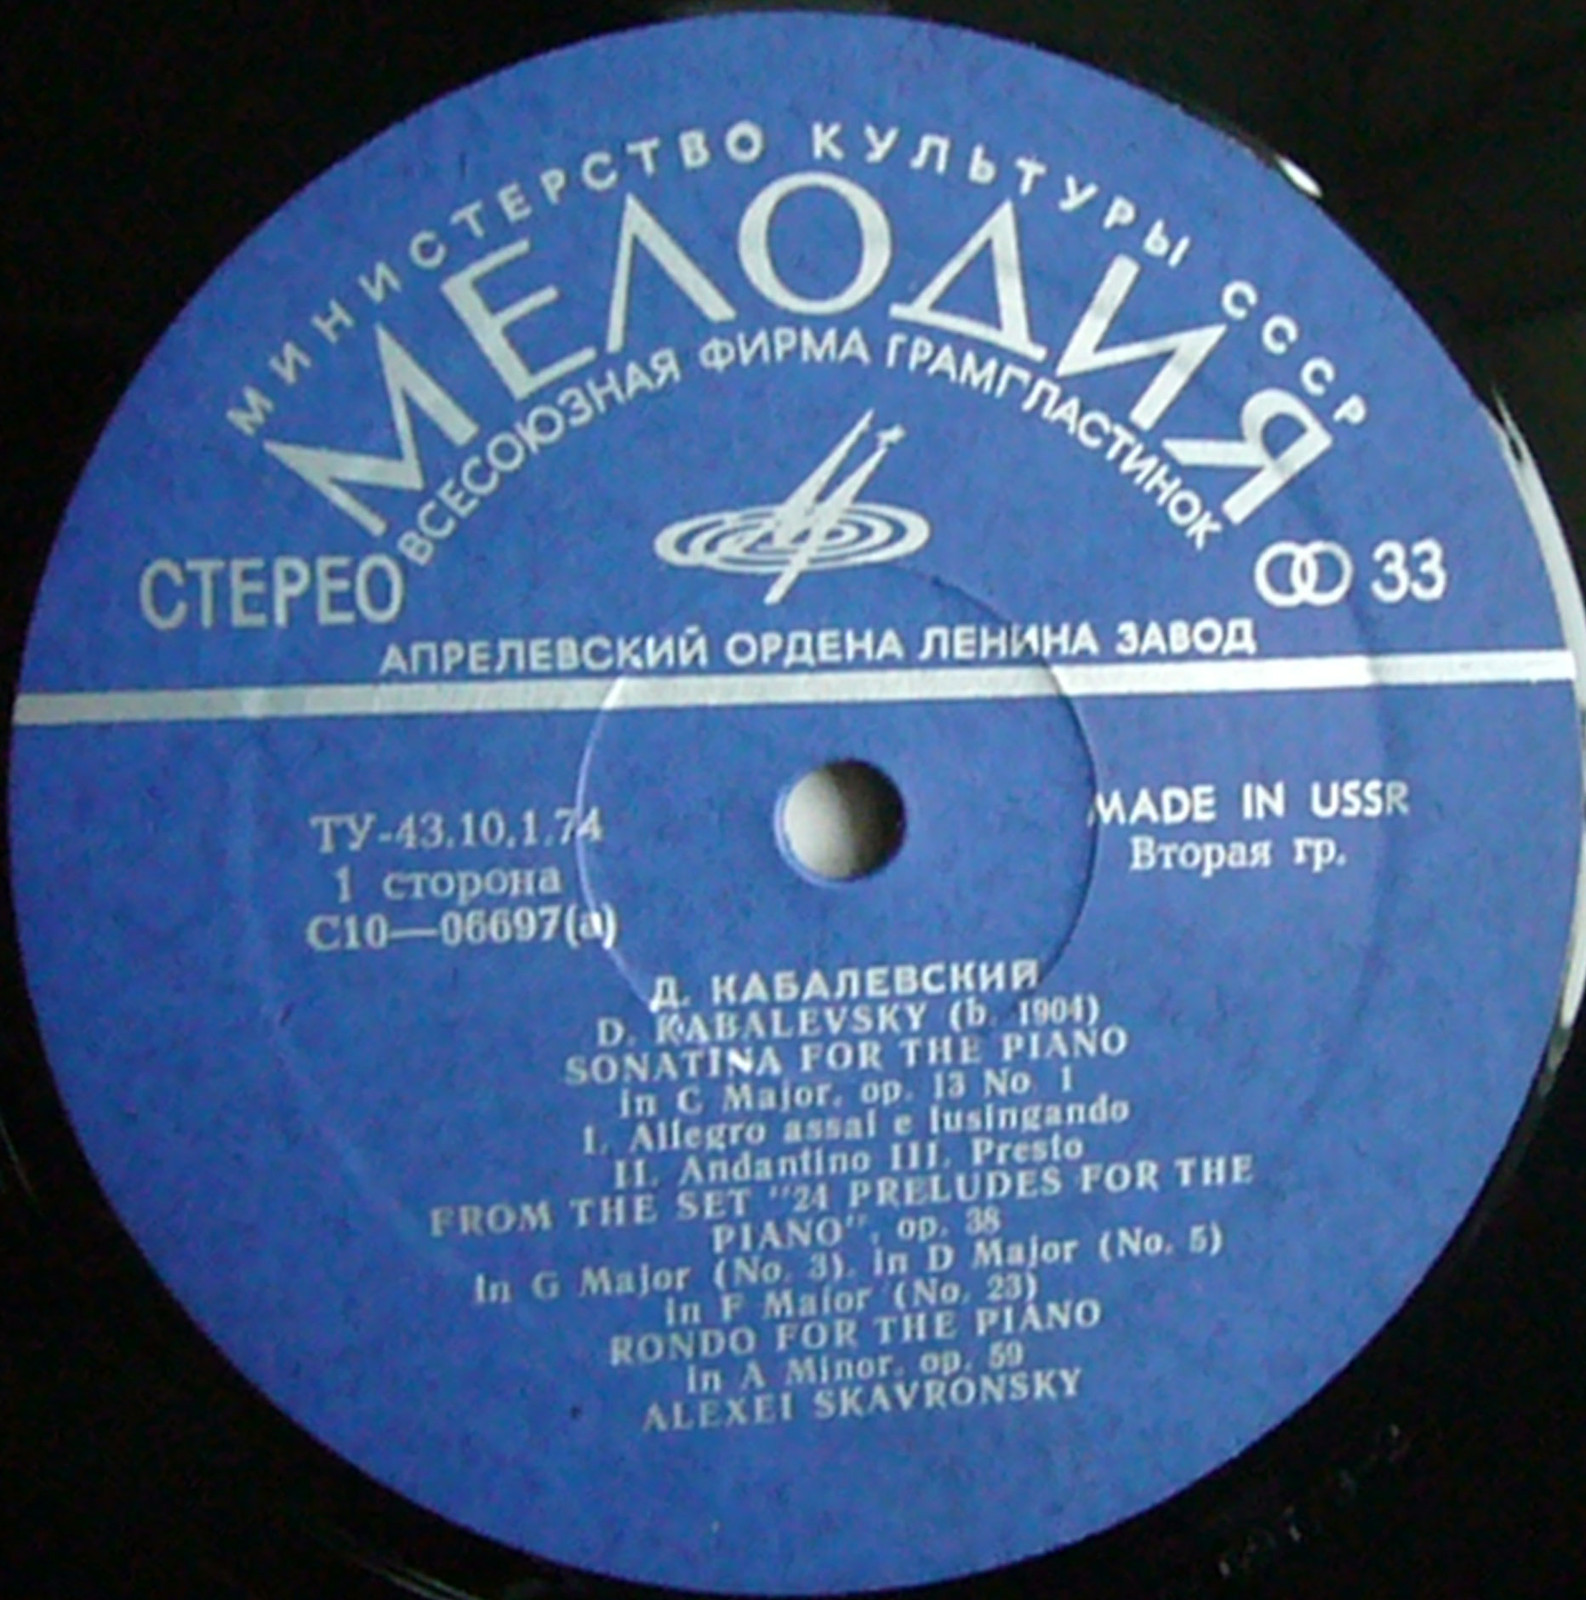 МИНИСТЕРСТВО КУЛЬТУРЫ СССР
МЕЛОДИЯ
ВСЕСОЮЗНАЯ ФИРМА ГРАМПЛАСТИНОК
СТЕРЕО
33
АПРЕЛЕВСКИЙ ОРДЕНА ЛЕНИНА ЗАВОД
ТУ-43.10.1.74
1 сторона
С10—06697(а)
MADE IN USSR
Вторая гр.
Д. КАБАЛЕВСКИЙ
D. KABALEVSKY (b. 1904)
SONATINA FOR THE PIANO
in C Major, op. 13 No. 1
I. Allegro assai e lusingando
II. Andantino III. Presto
FROM THE SET "24 PRELUDES FOR THE
PIANO", op. 38
In G Major (No. 3), in D Major (No. 5)
in F Major (No. 23)
RONDO FOR THE PIANO
in A Minor, op. 59
ALEXEI SKAVRONSKY